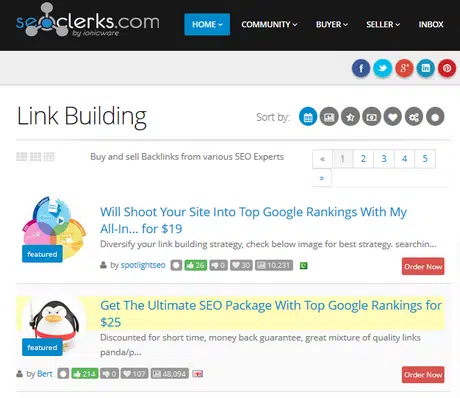 seoclerks.com
by ionicware
HOME COMMUNITY BUYER SELLER INBOX
Link Building
Sort by:
Buy and sell Backlinks from various SEO Experts
« 1 2 3 4 5
»
Will Shoot Your Site Into Top Google Rankings With My
All-In... for $19
Diversify your link building strategy, check below image for best strategy. searchin...
featured
by spotlightseo 26 0 30 10,231
Order Now
Get The Ultimate SEO Package With Top Google Rankings for
$25
Discounted for short time, money back guarantee, great mixture of quality links
panda/p...
featured
by Bert 214 0 107 48,094
Order Now